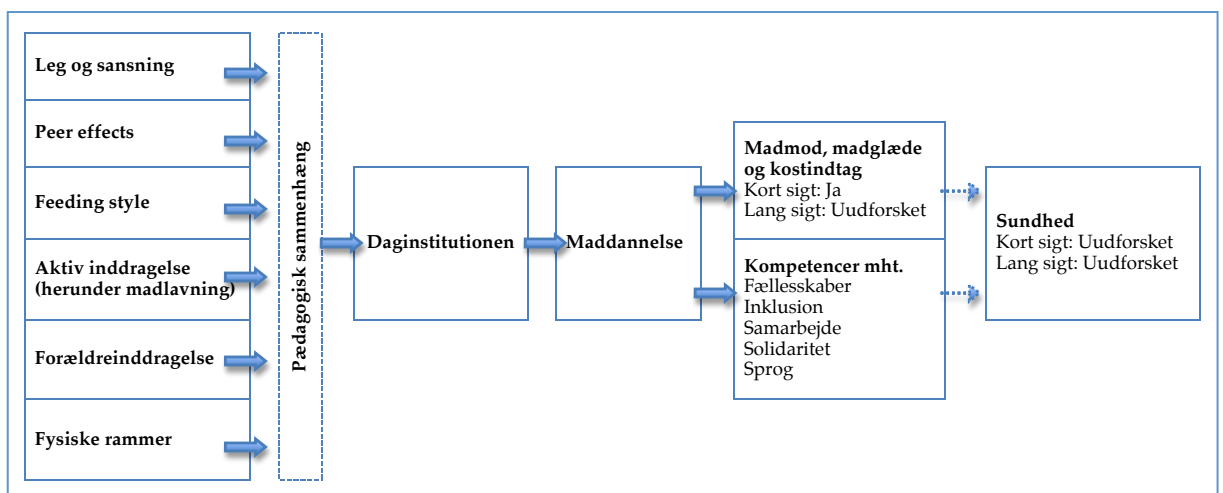 Leg og sansning
Peer effects
Feeding style
Aktiv inddragelse
(herunder madlavning)
Forældreinddragelse
Fysiske rammer
Pædagogisk sammenhæng
Daginstitutionen
Maddannelse
Madmod, madglæde
og kostindtag
Kort sigt: Ja
Lang sigt: Uudforsket
Kompetencer mht.
Fællesskaber
Inklusion
Samarbejde
Solidaritet
Sprog
Sundhed
Kort sigt: Uudforsket
Lang sigt: Uudforsket